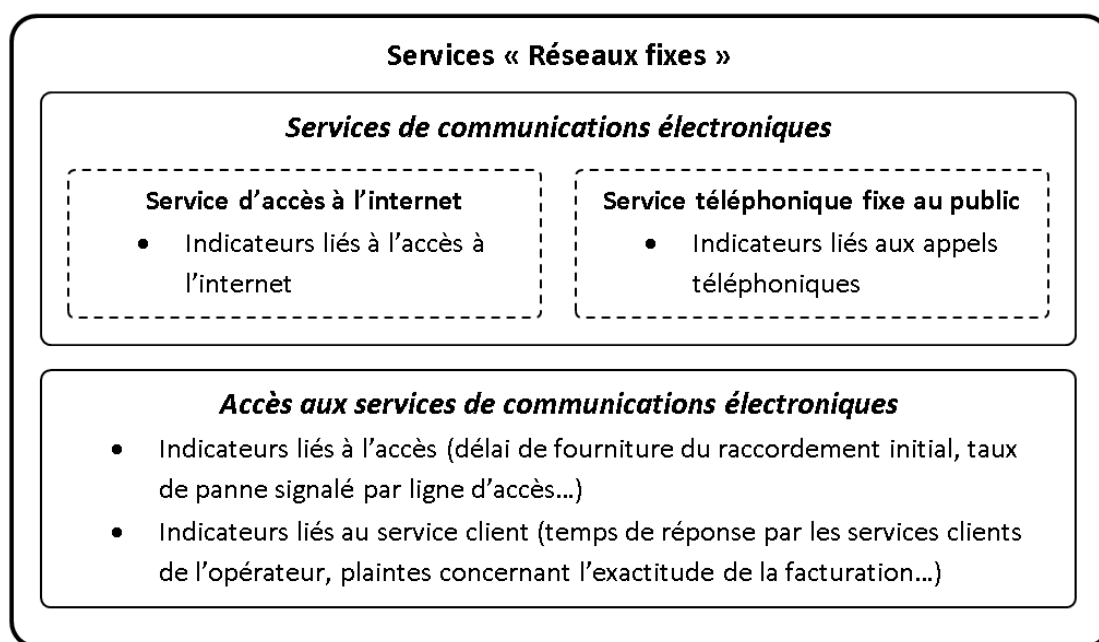 Services « Réseaux fixes »
Services de communications électroniques
Service d’accès à l’internet
• Indicateurs liés à l’accès à
l’internet
Service téléphonique fixe au public
• Indicateurs liés aux appels
téléphoniques
Accès aux services de communications électroniques
• Indicateurs liés à l’accès (délai de fourniture du raccordement initial, taux
de panne signalé par ligne d’accès…)
• Indicateurs liés au service client (temps de réponse par les services clients
de l’opérateur, plaintes concernant l’exactitude de la facturation…)